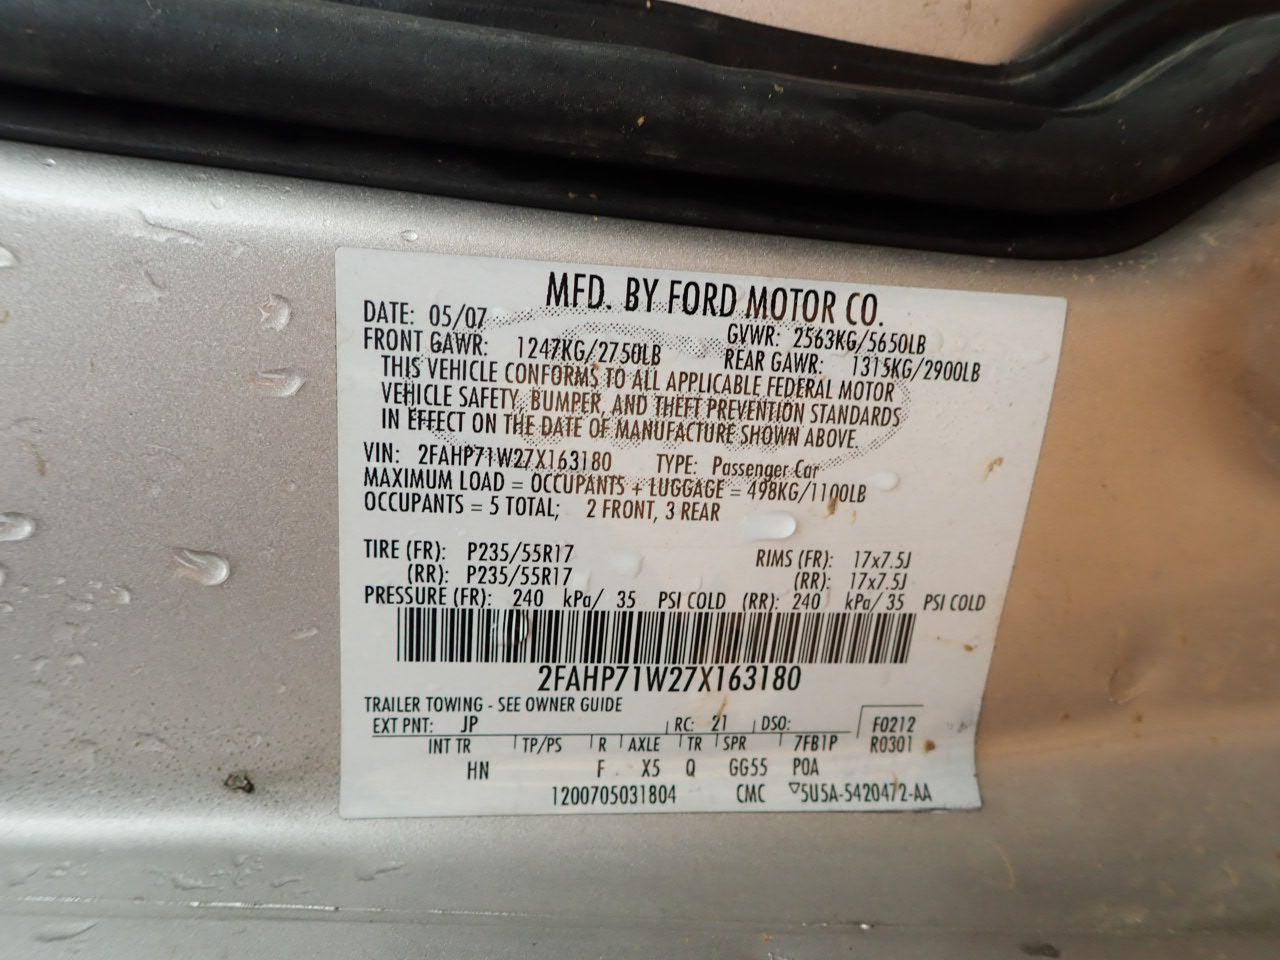 MFD. BY FORD MOTOR CO.
DATE: 05/07 GVWR: 2563KG/5650LB
FRONT GAWR: 1247KG/2750LB REAR GAWR: 1315KG/2900LB
THIS VEHICLE CONFORMS TO ALL APPLICABLE FEDERAL MOTOR
VEHICLE SAFETY, BUMPER, AND THEFT PREVENTION STANDARDS
IN EFFECT ON THE DATE OF MANUFACTURE SHOWN ABOVE.
VIN: 2FAHP71W27X163180 TYPE: Passenger Car
MAXIMUM LOAD = OCCUPANTS + LUGGAGE = 498KG/1100LB
OCCUPANTS = 5 TOTAL; 2 FRONT, 3 REAR
TIRE (FR): P235/55R17 RIMS (FR): 17x7.5J
(RR): P235/55R17 (RR): 17x7.5J
PRESSURE (FR): 240 kPa/ 35 PSI COLD (RR): 240 kPa/ 35 PSI COLD
2FAHP71W27X163180
TRAILER TOWING - SEE OWNER GUIDE
EXT PNT: JP RC: 21 DSO: F0212
INT TR TP/PS R AXLE TR SPR 7FB1P R0301
HN F X5 Q GG55 POA
1200705031804 CMC ▽5U5A-5420472-AA